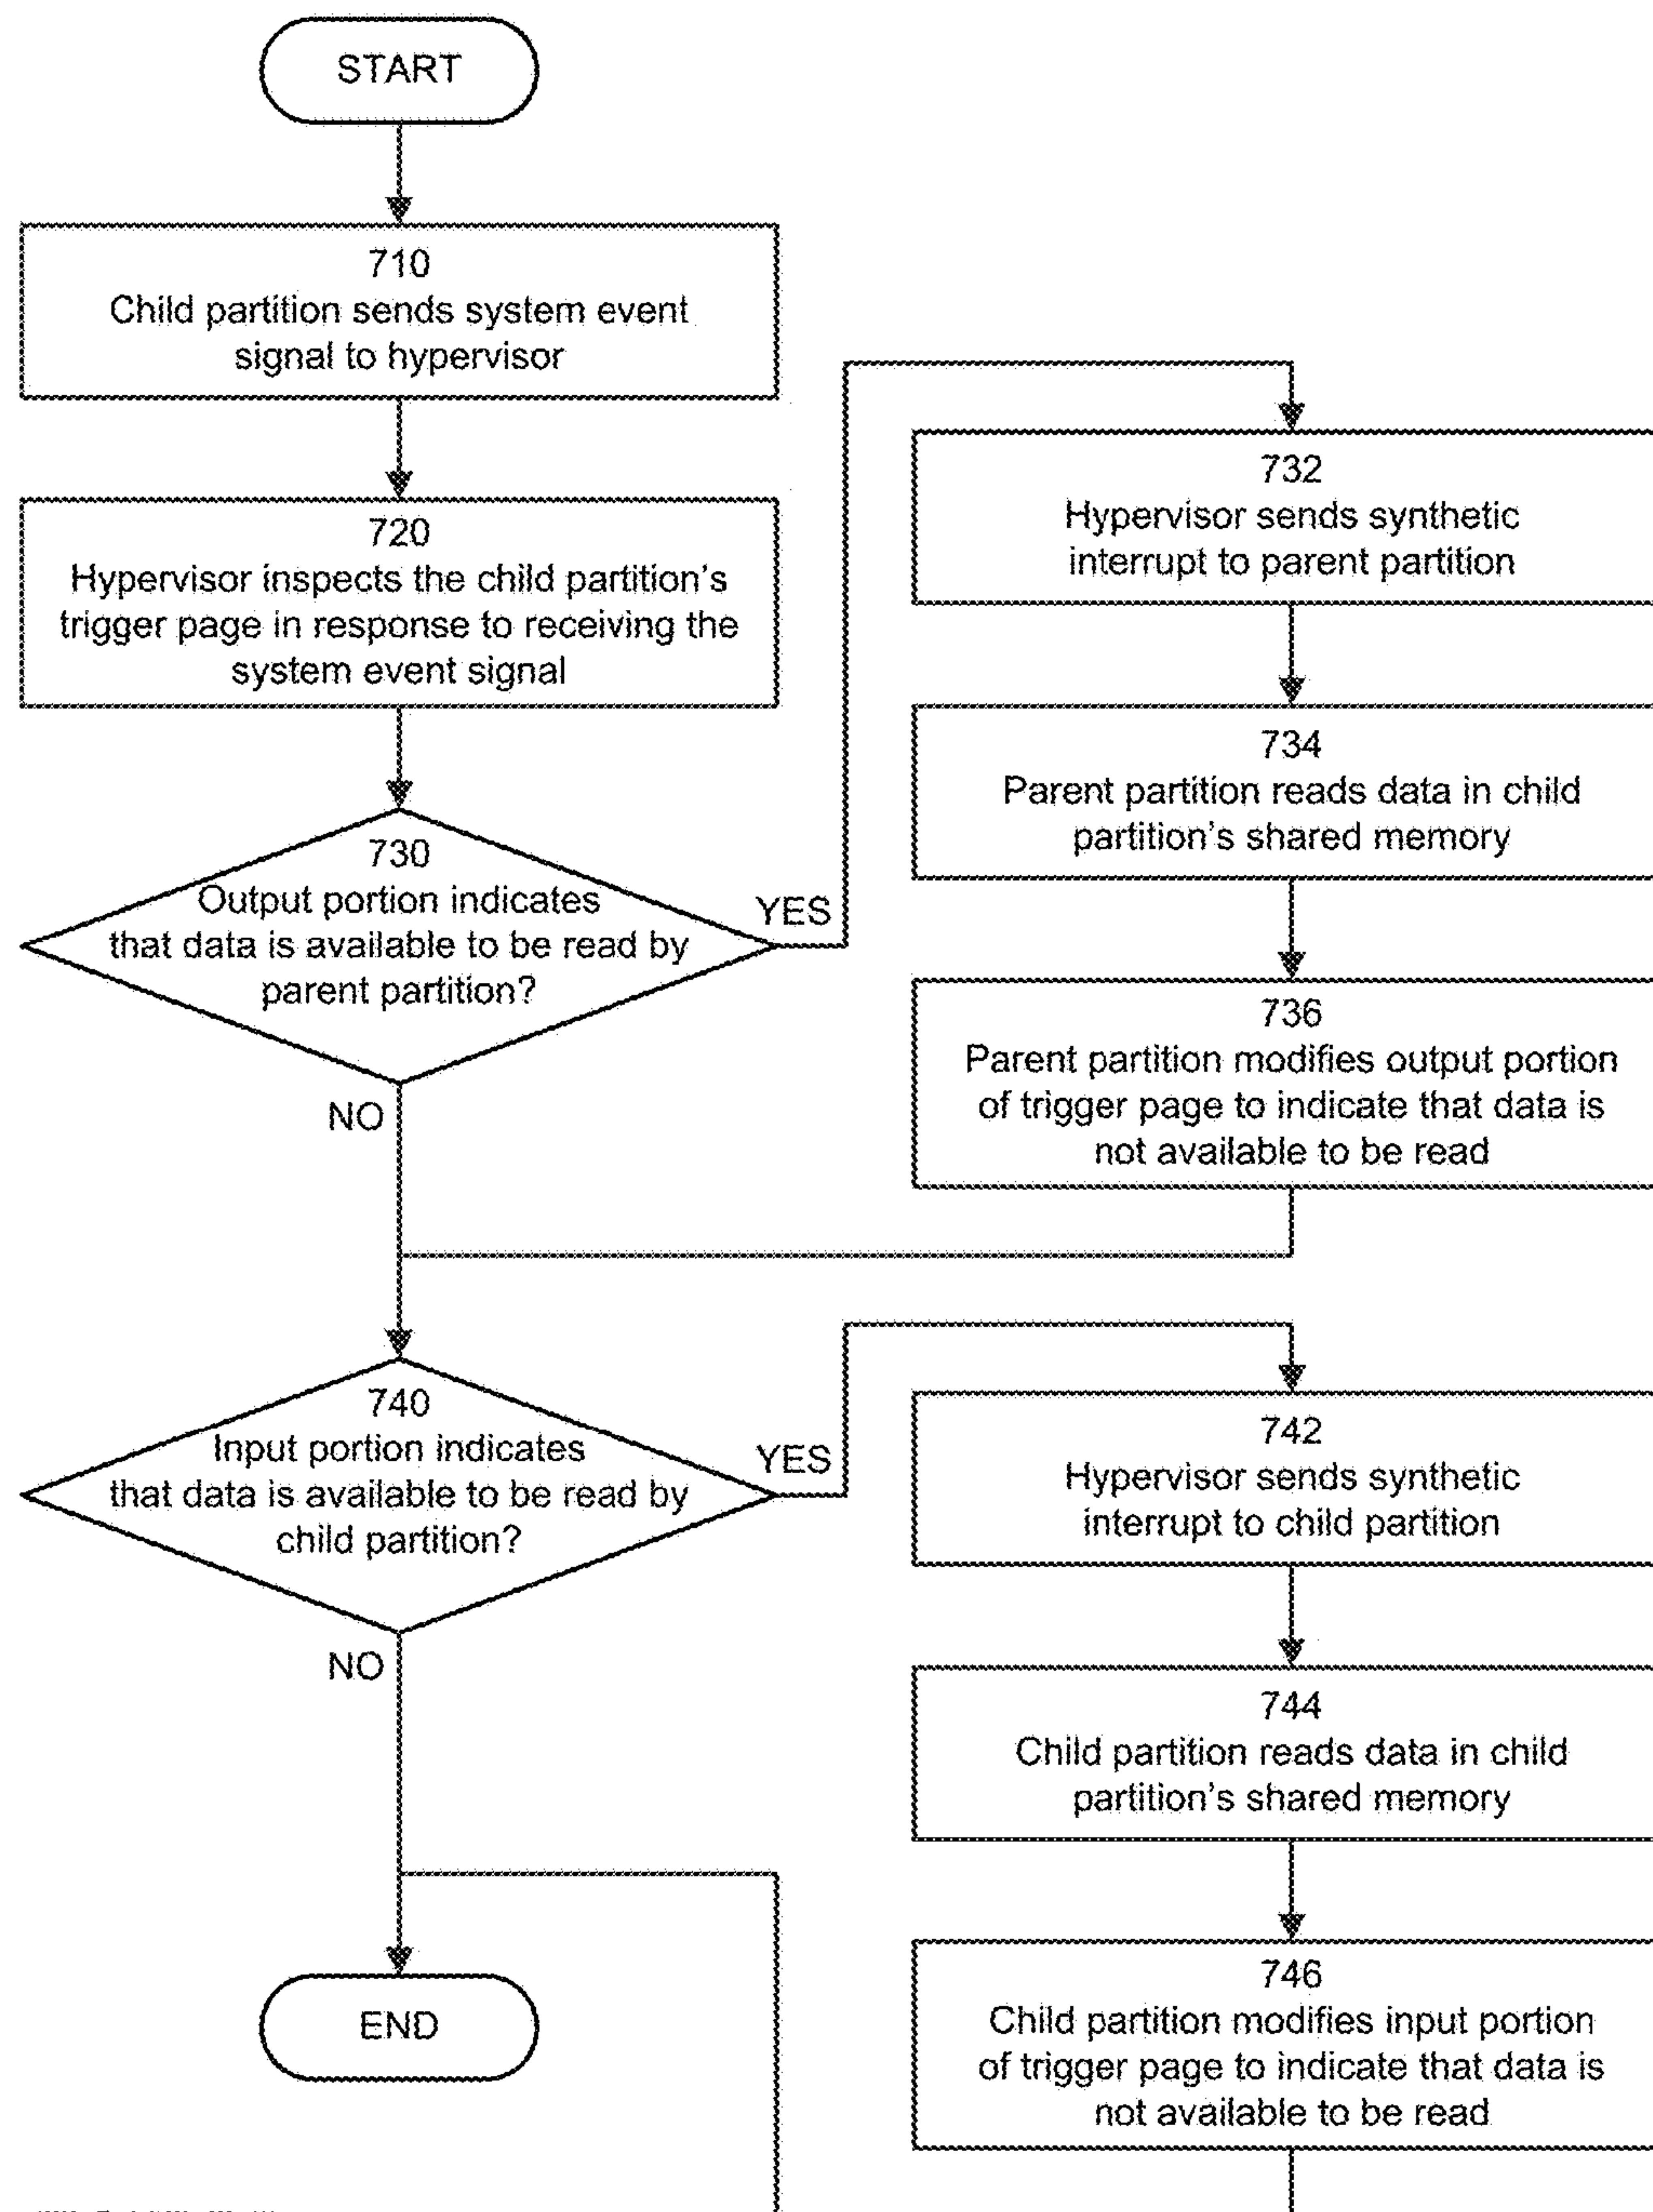 START
710
Child partition sends system event
signal to hypervisor
720
Hypervisor inspects the child partition's
trigger page in response to receiving the
system event signal
730
Output portion indicates
that data is available to be read by
parent partition?
YES
NO
732
Hypervisor sends synthetic
interrupt to parent partition
734
Parent partition reads data in child
partition's shared memory
736
Parent partition modifies output portion
of trigger page to indicate that data is
not available to be read
740
Input portion indicates
that data is available to be read by
child partition?
YES
NO
742
Hypervisor sends synthetic
interrupt to child partition
744
Child partition reads data in child
partition's shared memory
746
Child partition modifies input portion
of trigger page to indicate that data is
not available to be read
END